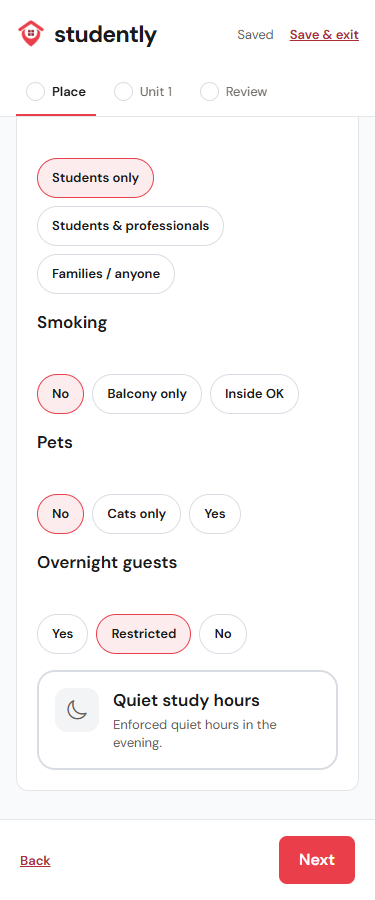 studently
Saved
Save & exit
Place
Unit 1
Review
Students only
Students & professionals
Families / anyone
Smoking
No
Balcony only
Inside OK
Pets
No
Cats only
Yes
Overnight guests
Yes
Restricted
No
Quiet study hours
Enforced quiet hours in the
evening.
Back
Next